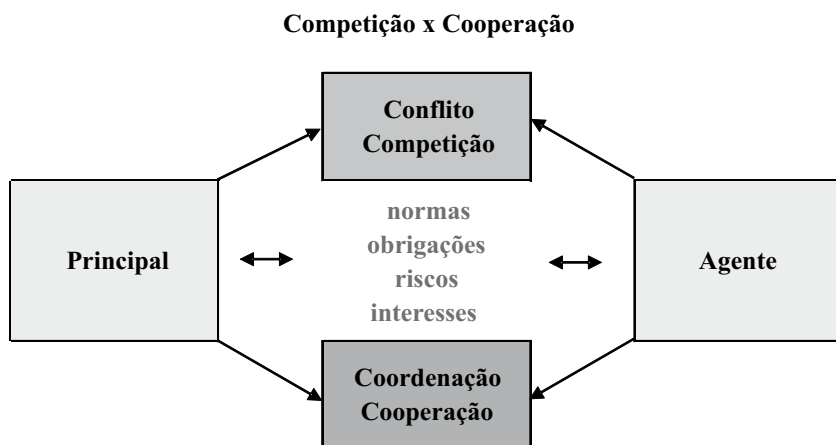 Competição x Cooperação
Conflito
Competição
normas
obrigações
riscos
interesses
Principal
Agente
Coordenação
Cooperação